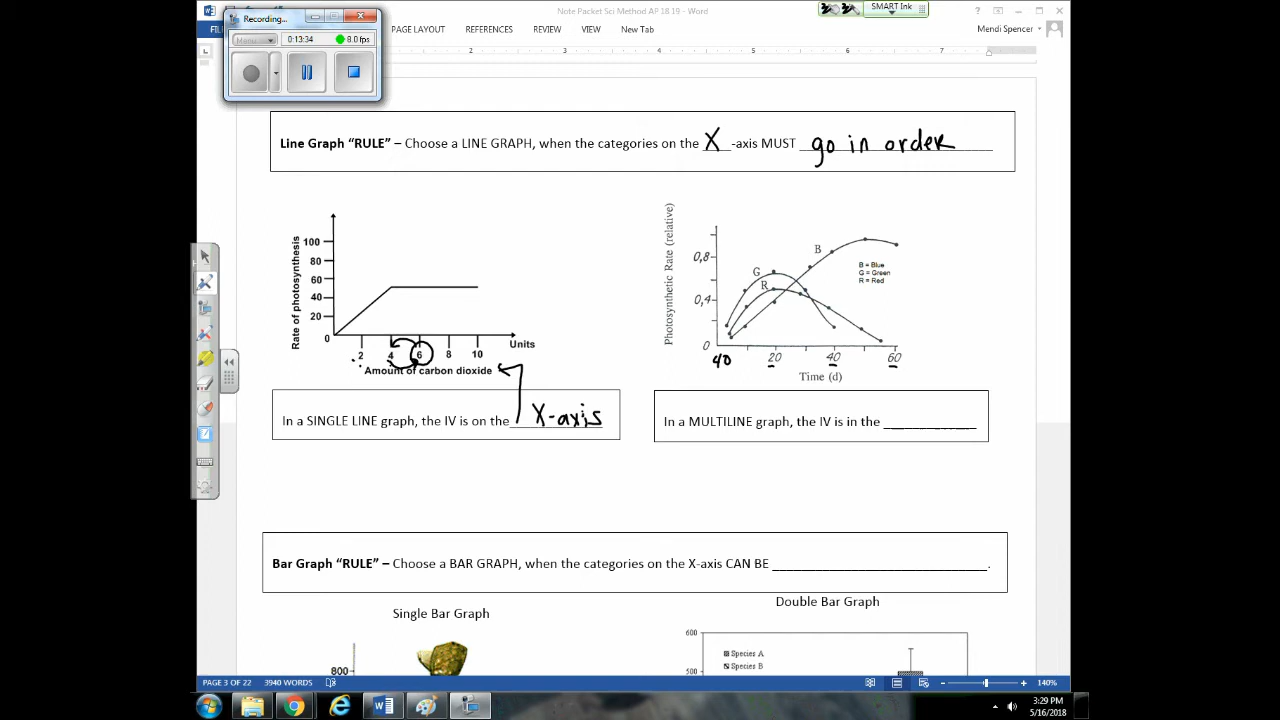 Recording...
Menu
0:13:34
8.0 fps
Note Packet Sci Method AP 18.19 - Word
SMART Ink
PAGE LAYOUT
REFERENCES
REVIEW
VIEW
New Tab
Mendi Spencer
4
5
6
7
Line Graph “RULE” – Choose a LINE GRAPH, when the categories on the X -axis MUST go in order
Rate of photosynthesis
100
80
60
40
20
0
2 4 6 8 10
Units
Amount of carbon dioxide
Photosynthetic Rate (relative)
0,8
0,4
0
B
G
R
B = Blue
G = Green
R = Red
40 20 40 60
Time (d)
In a SINGLE LINE graph, the IV is on the X-axis
In a MULTILINE graph, the IV is in the ____________
Bar Graph “RULE” – Choose a BAR GRAPH, when the categories on the X-axis CAN BE ____________________________.
Single Bar Graph
Double Bar Graph
800
600
500
Species A
Species B
PAGE 3 OF 22
3940 WORDS
140%
3:29 PM
5/16/2018